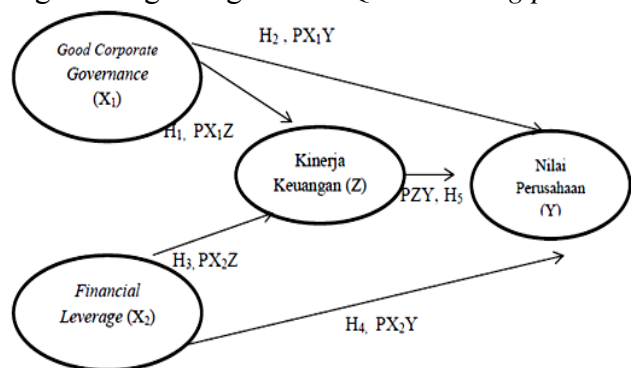 Good Corporate
Governance
(X₁)
H₂ , PX₁Y
H₁, PX₁Z
Kinerja
Keuangan (Z)
PZY, H₅
Nilai
Perusahaan
(Y)
H₃, PX₂Z
Financial
Leverage (X₂)
H₄, PX₂Y